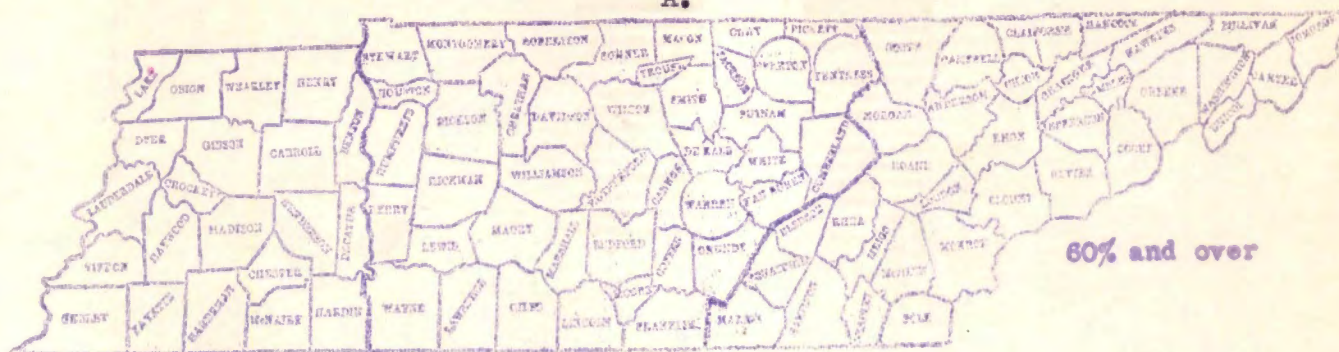 A.
STEWART MONTGOMERY ROBERTSON SUMNER MACON CLAY PICKETT SCOTT CAMPBELL CLAIBORNE HANCOCK HAWKINS SULLIVAN JOHNSON
LAKE OBION WEAKLEY HENRY HOUSTON CHEATHAM TROUSDALE JACKSON OVERTON FENTRESS UNION GRAINGER WASHINGTON CARTER
DYER GIBSON CARROLL BENTON HUMPHREYS DICKSON DAVIDSON WILSON SMITH PUTNAM MORGAN ANDERSON KNOX JEFFERSON GREENE UNICOI
LAUDERDALE CROCKETT HICKMAN WILLIAMSON RUTHERFORD CANNON DE KALB WHITE CUMBERLAND ROANE LOUDON BLOUNT SEVIER COCKE
TIPTON HAYWOOD MADISON HENDERSON DECATUR PERRY LEWIS MAURY MARSHALL BEDFORD COFFEE WARREN VAN BUREN GRUNDY BLEDSOE RHEA MEIGS MONROE
60% and over
SHELBY FAYETTE HARDEMAN CHESTER McNAIRY HARDIN WAYNE LAWRENCE GILES LINCOLN MOORE FRANKLIN MARION HAMILTON POLK